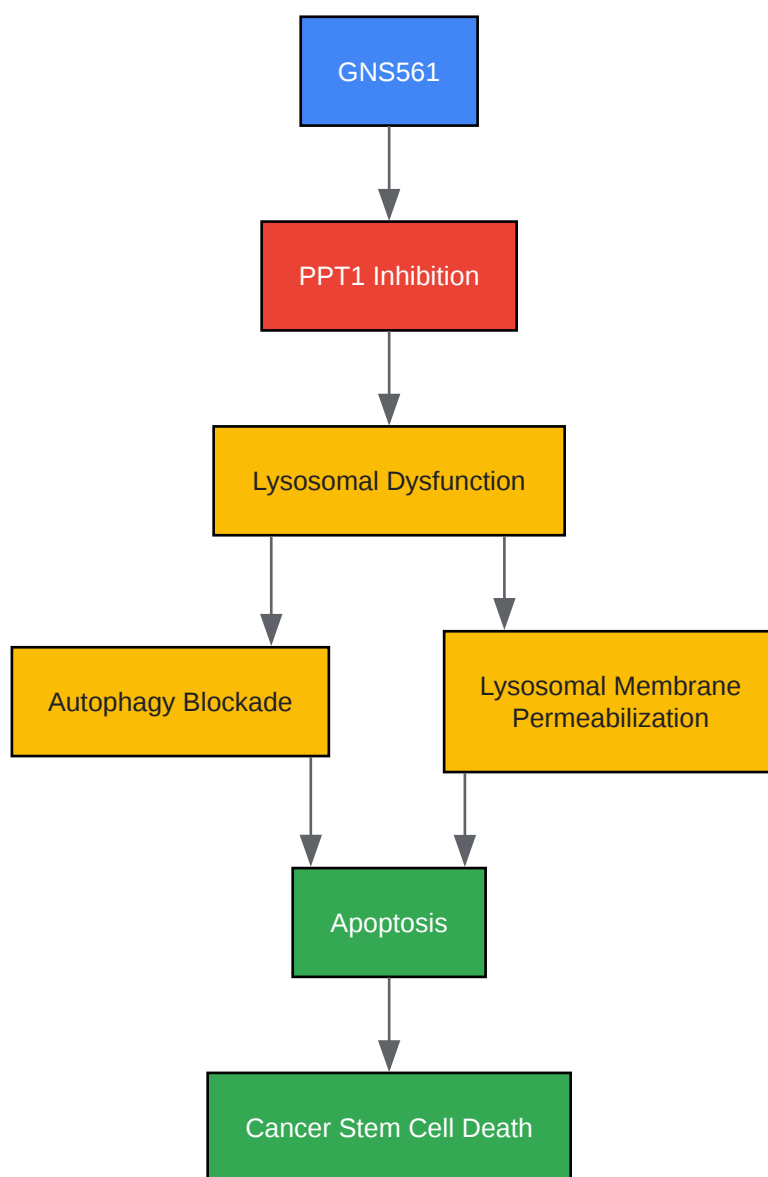 GNS561
PPT1 Inhibition
Lysosomal Dysfunction
Autophagy Blockade
Lysosomal Membrane
Permeabilization
Apoptosis
Cancer Stem Cell Death